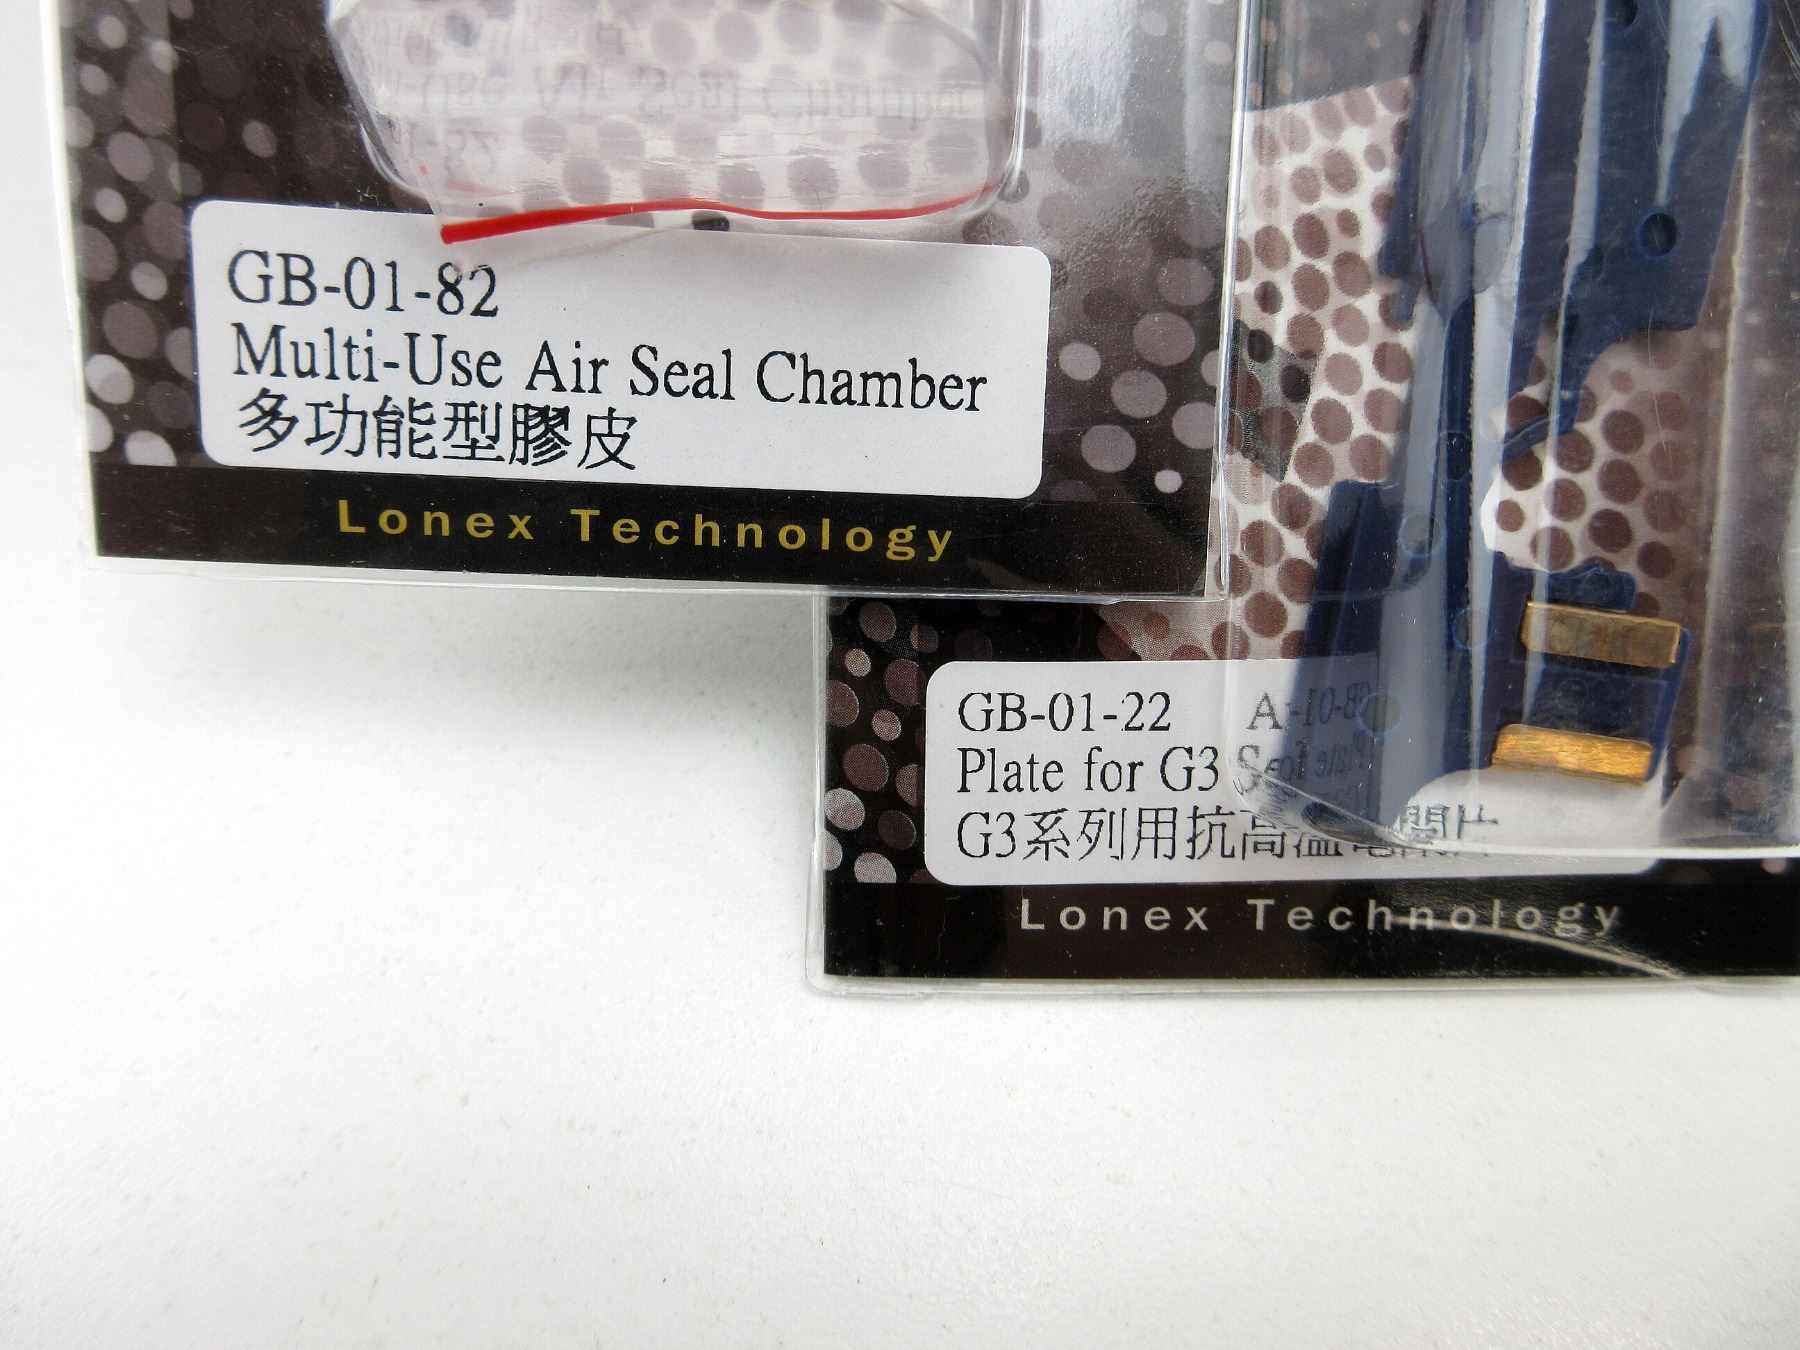 GB-01-82
Multi-Use Air Seal Chamber
多功能型膠皮
Lonex Technology
GB-01-22
Plate for G3
G3系列用抗高溫
Lonex Technology